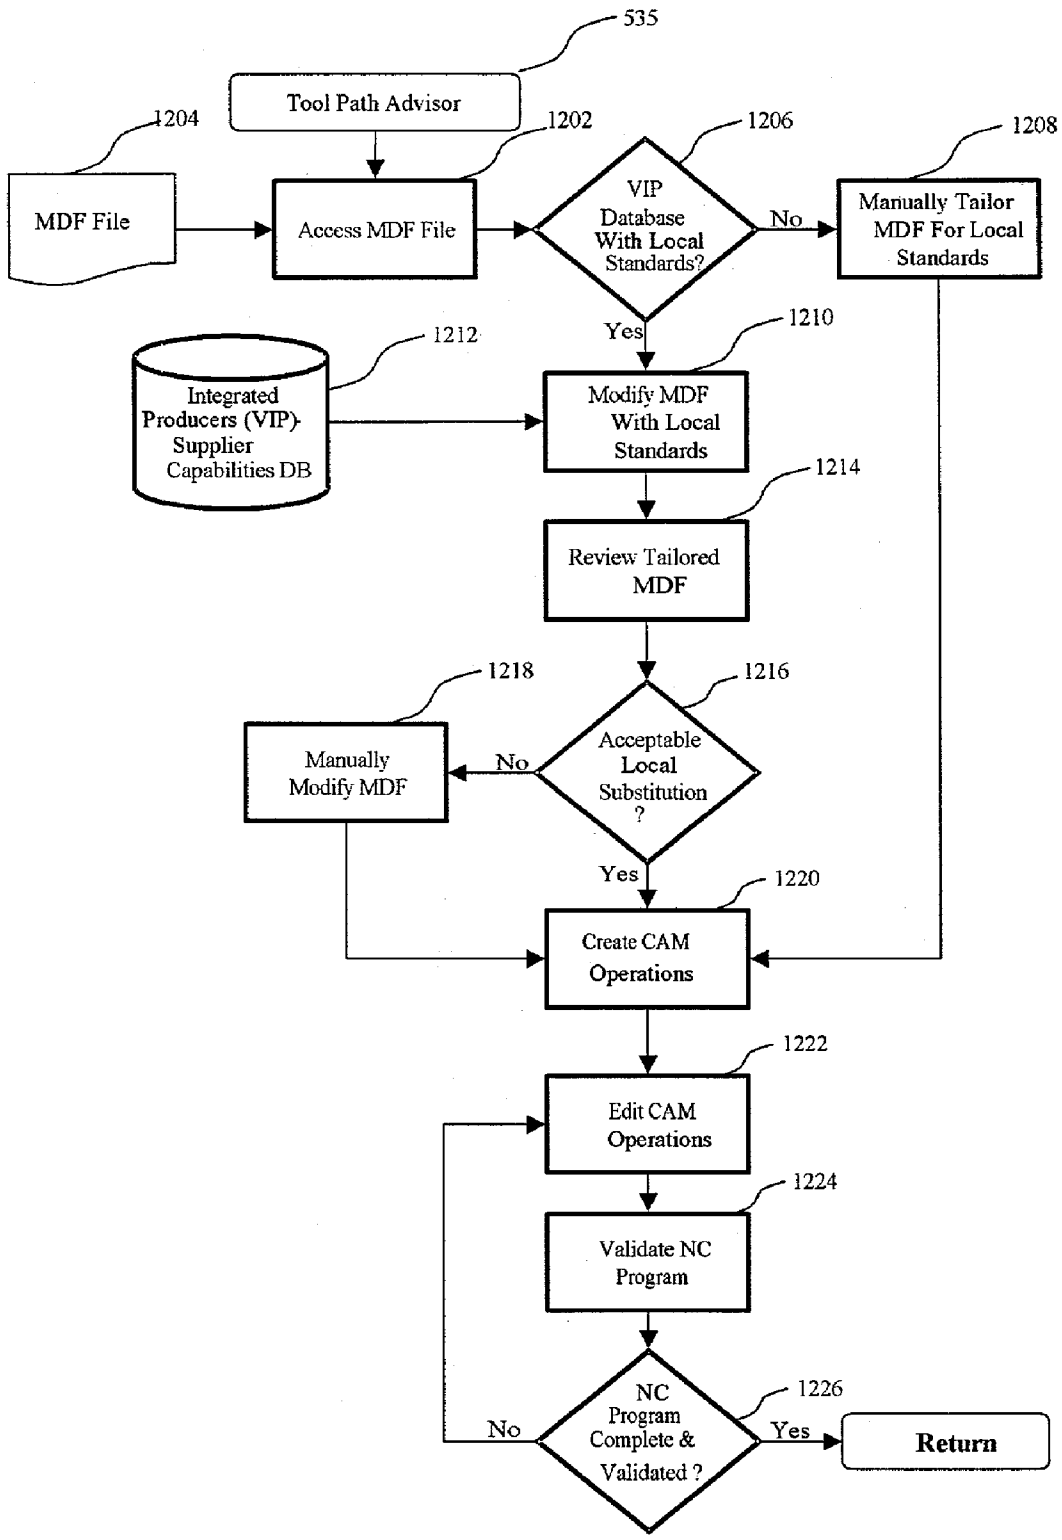 535
Tool Path Advisor
1204
1202
1206
1208
MDF File
Access MDF File
VIP
Database
With Local
Standards?
No
Manually Tailor
MDF For Local
Standards
Yes
1210
1212
Integrated
Producers (VIP)-
Supplier
Capabilities DB
Modify MDF
With Local
Standards
1214
Review Tailored
MDF
1218
1216
Manually
Modify MDF
No
Acceptable
Local
Substitution
?
Yes
1220
Create CAM
Operations
1222
Edit CAM
Operations
1224
Validate NC
Program
1226
NC
Program
Complete &
Validated ?
No
Yes
Return